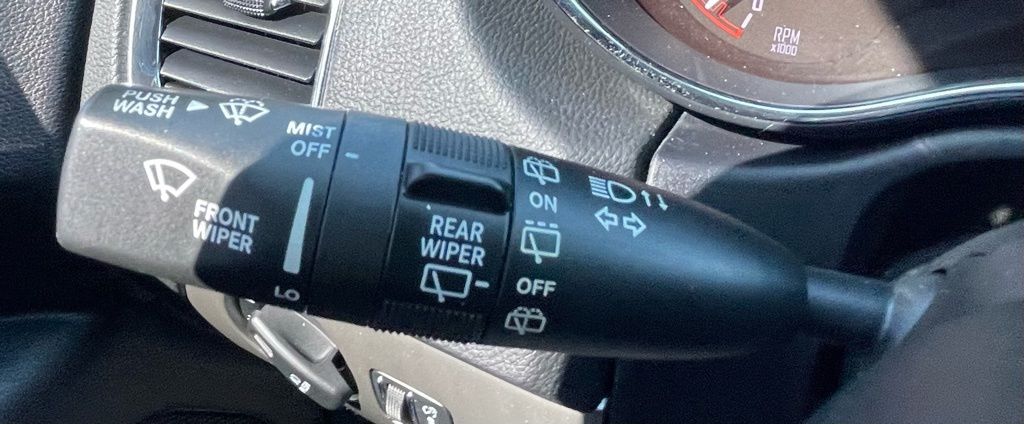 PUSH
WASH
MIST
OFF
FRONT
WIPER
LO
REAR
WIPER
ON
OFF
RPM
x1000